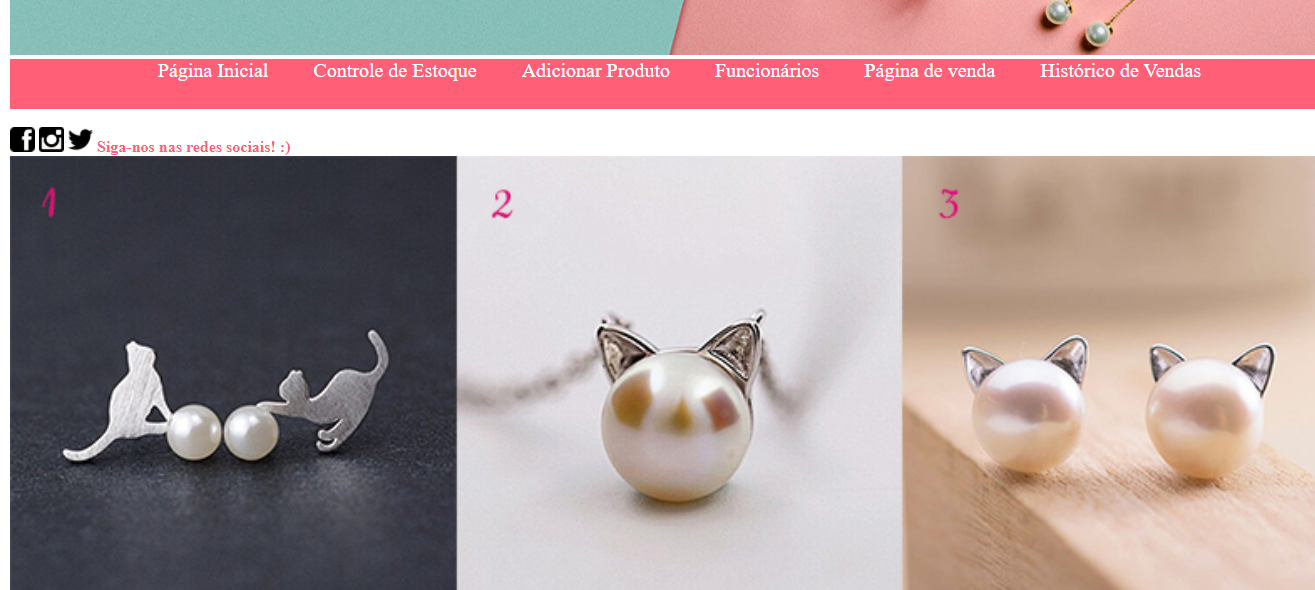 Página Inicial Controle de Estoque Adicionar Produto Funcionários Página de venda Histórico de Vendas
Siga-nos nas redes sociais! :)
1 2 3